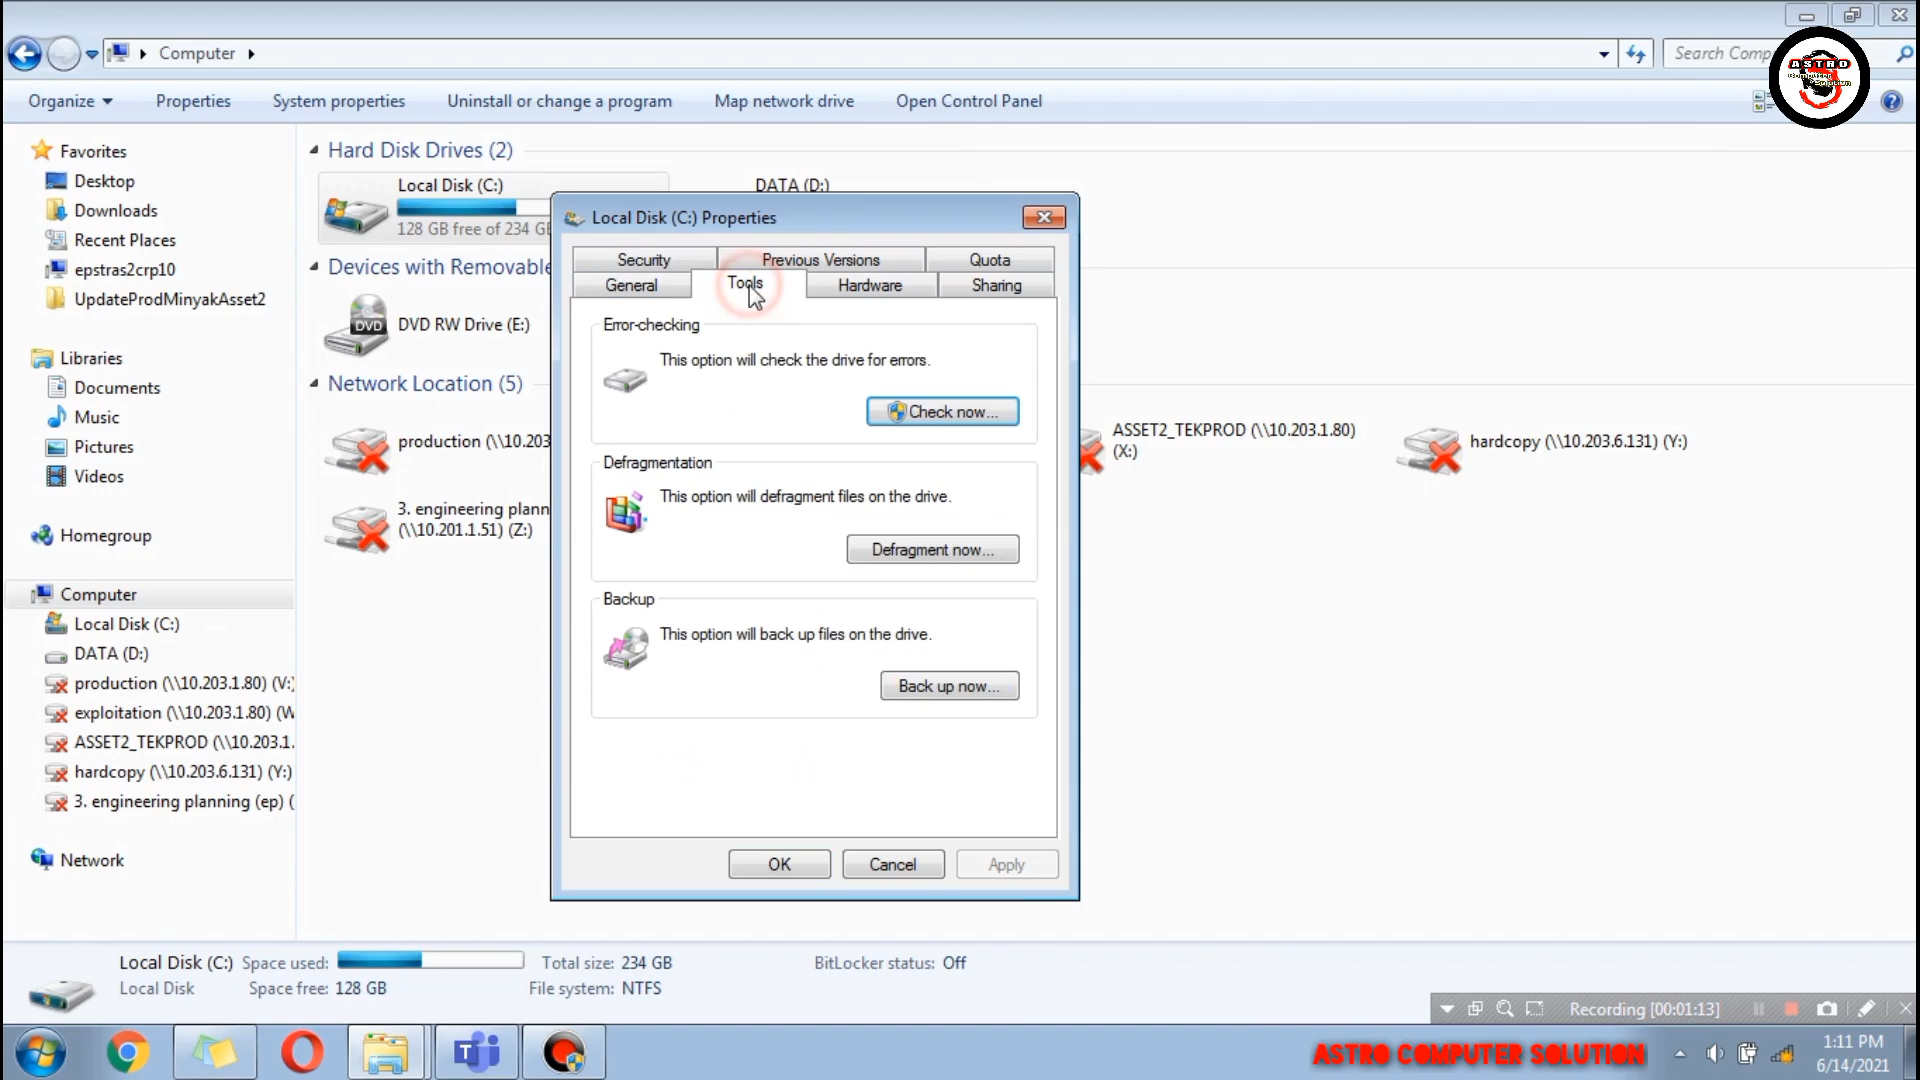 Computer
Search Comp
ASTRO
Computer
Solution
Organize
Properties
System properties
Uninstall or change a program
Map network drive
Open Control Panel
Favorites
Desktop
Downloads
Recent Places
epstras2crp10
UpdateProdMinyakAsset2
Libraries
Documents
Music
Pictures
Videos
Homegroup
Computer
Local Disk (C:)
DATA (D:)
production (\\10.203.1.80) (V:)
exploitation (\\10.203.1.80) (W
ASSET2_TEKPROD (\\10.203.1.
hardcopy (\\10.203.6.131) (Y:)
3. engineering planning (ep) (
Network
Hard Disk Drives (2)
Local Disk (C:)
128 GB free of 234 GB
DATA (D:)
Devices with Removable
DVD
DVD RW Drive (E:)
Network Location (5)
production (\\10.203
3. engineering plann
(\\10.201.1.51) (Z:)
ASSET2_TEKPROD (\\10.203.1.80)
(X:)
hardcopy (\\10.203.6.131) (Y:)
Local Disk (C:) Properties
Security
Previous Versions
Quota
General
Tools
Hardware
Sharing
Error-checking
This option will check the drive for errors.
Check now...
Defragmentation
This option will defragment files on the drive.
Defragment now...
Backup
This option will back up files on the drive.
Back up now...
OK
Cancel
Apply
Local Disk (C:) Space used: Total size: 234 GB BitLocker status: Off
Local Disk Space free: 128 GB File system: NTFS
Recording [00:01:13]
T
ASTRO COMPUTER SOLUTION
1:11 PM
6/14/2021